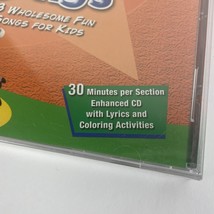 3 Wholesome Fun
Songs for Kids
30 Minutes per Section
Enhanced CD
with Lyrics and
Coloring Activities